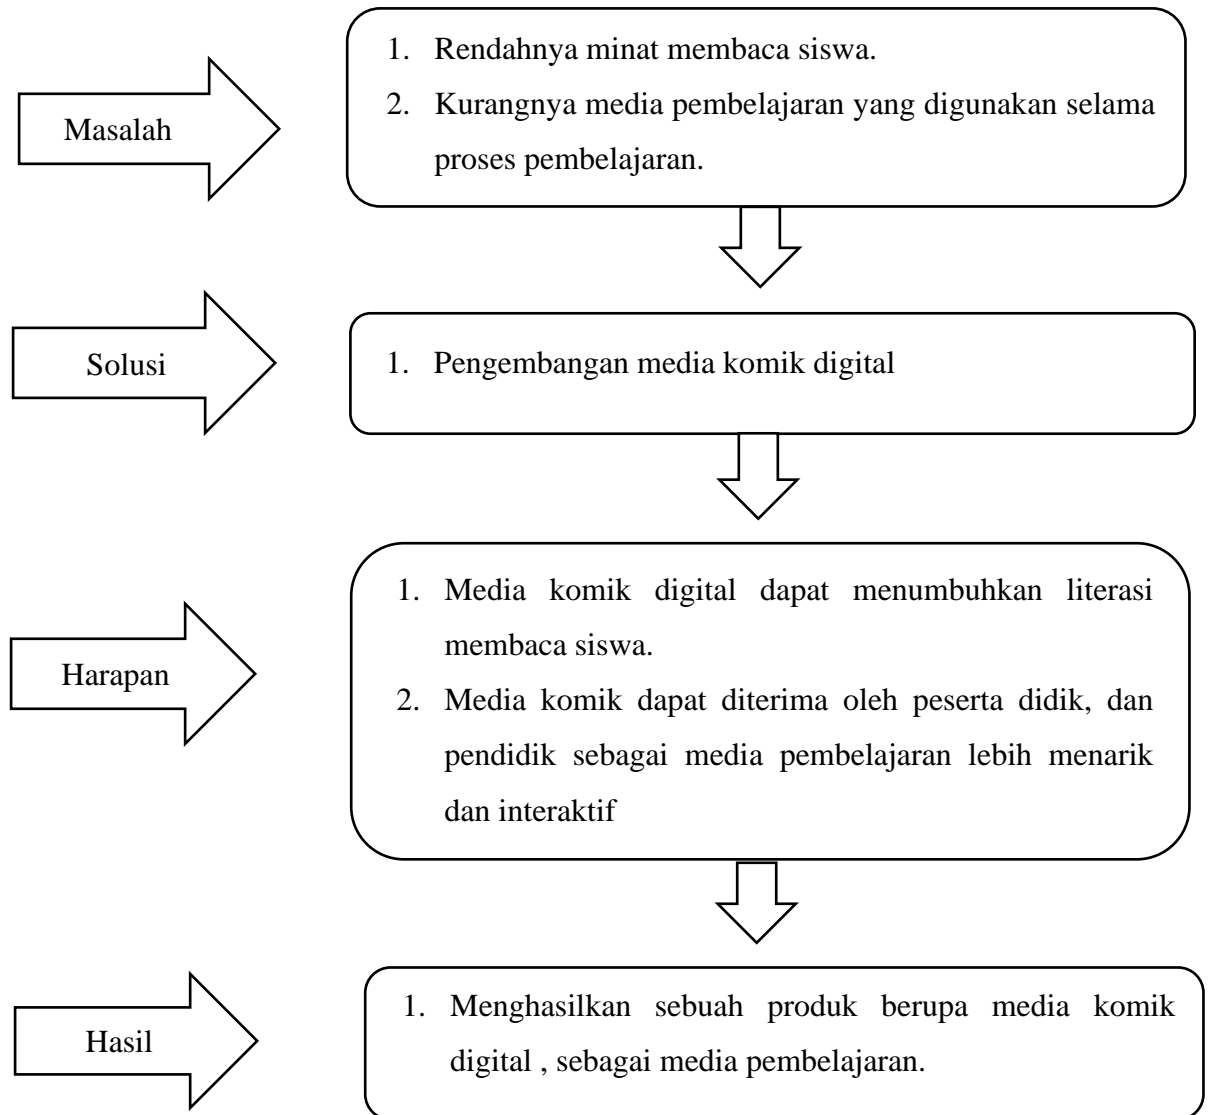 Masalah
1. Rendahnya minat membaca siswa.
2. Kurangnya media pembelajaran yang digunakan selama
proses pembelajaran.
Solusi
1. Pengembangan media komik digital
Harapan
1. Media komik digital dapat menumbuhkan literasi
membaca siswa.
2. Media komik dapat diterima oleh peserta didik, dan
pendidik sebagai media pembelajaran lebih menarik
dan interaktif
Hasil
1. Menghasilkan sebuah produk berupa media komik
digital , sebagai media pembelajaran.